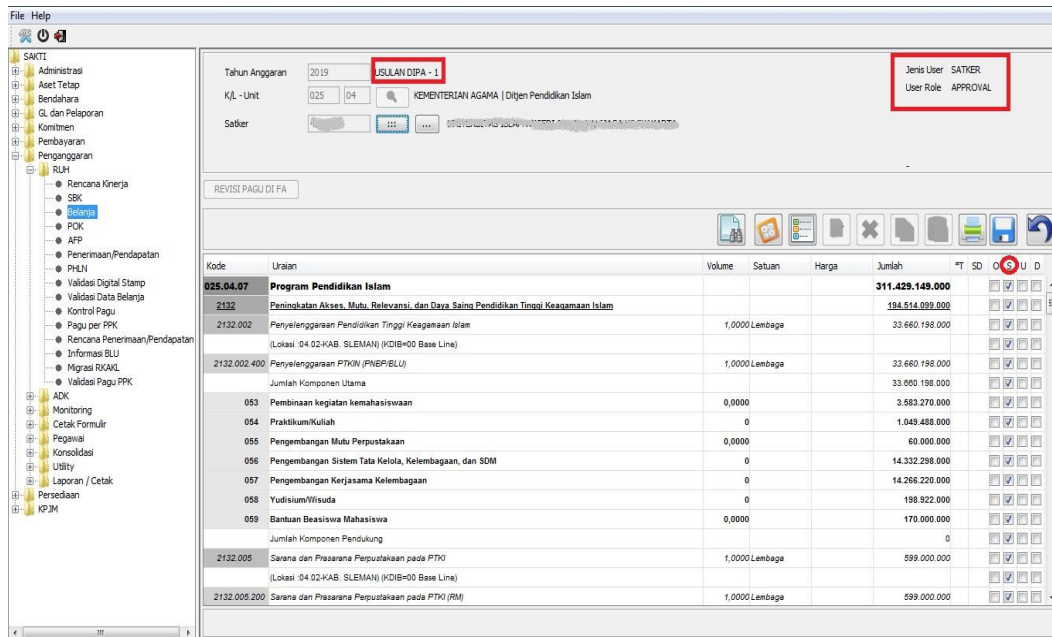 File Help
SAKTI
Administrasi
Aset Tetap
Bendahara
GL dan Pelaporan
Komitmen
Pembayaran
Penganggaran
RUH
Rencana Kinerja
SBK
Belanja
POK
AFP
Penerimaan/Pendapatan
PHLN
Validasi Digital Stamp
Validasi Data Belanja
Kontrol Pagu
Pagu per PPK
Rencana Penerimaan/Pendapatan
Informasi BLU
Migrasi RKAKL
Validasi Pagu PPK
ADK
Monitoring
Cetak Formulir
Pegawai
Konsolidasi
Utility
Laporan / Cetak
Persediaan
KPJM
Tahun Anggaran 2019 USULAN DIPA - 1
K/L - Unit 025 04 KEMENTERIAN AGAMA | Ditjen Pendidikan Islam
Satker ::: ...
Jenis User SATKER
User Role APPROVAL
-
REVISI PAGU DI FA
Kode Uraian Volume Satuan Harga Jumlah *T SD O S U D
025.04.07 Program Pendidikan Islam 311.429.149.000
2132 Peningkatan Akses, Mutu, Relevansi, dan Daya Saing Pendidikan Tinggi Keagamaan Islam 194.514.099.000
2132.002 Penyelenggaraan Pendidikan Tinggi Keagamaan Islam 1,0000 Lembaga 33.660.198.000
(Lokasi :04.02-KAB. SLEMAN) (KDIB=00 Base Line)
2132.002.400 Penyelenggaraan PTKIN (PNBP/BLU) 1,0000 Lembaga 33.660.198.000
Jumlah Komponen Utama 33.660.198.000
053 Pembinaan kegiatan kemahasiswaan 0,0000 3.583.270.000
054 Praktikum/Kuliah 0 1.049.488.000
055 Pengembangan Mutu Perpustakaan 0,0000 60.000.000
056 Pengembangan Sistem Tata Kelola, Kelembagaan, dan SDM 0 14.332.298.000
057 Pengembangan Kerjasama Kelembagaan 0 14.266.220.000
058 Yudisium/Wisuda 0 198.922.000
059 Bantuan Beasiswa Mahasiswa 0,0000 170.000.000
Jumlah Komponen Pendukung 0
2132.005 Sarana dan Prasarana Perpustakaan pada PTKI 1,0000 Lembaga 599.000.000
(Lokasi :04.02-KAB. SLEMAN) (KDIB=00 Base Line)
2132.005.200 Sarana dan Prasarana Perpustakaan pada PTKI (RM) 1,0000 Lembaga 599.000.000